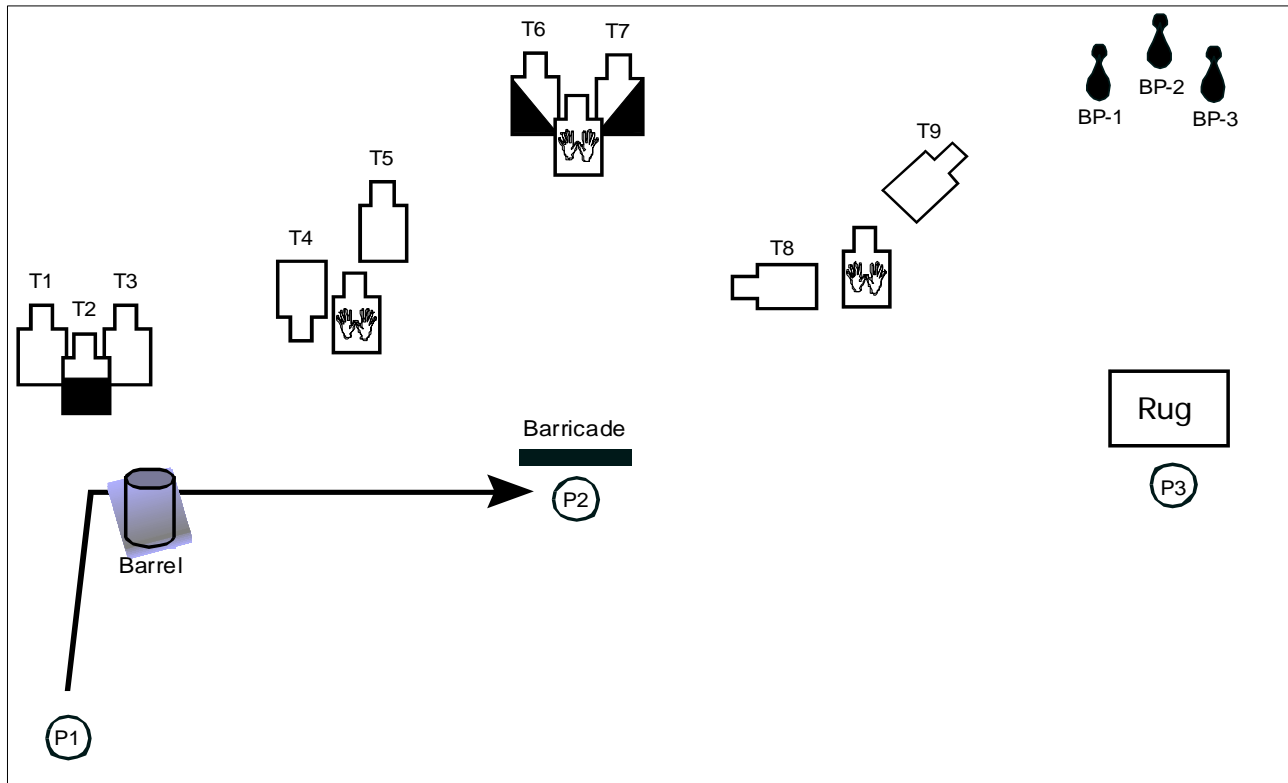 T6
T7
BP-1
BP-2
BP-3
T9
T5
T4
T8
T1
T2
T3
Barricade
Rug
P2
P3
Barrel
P1